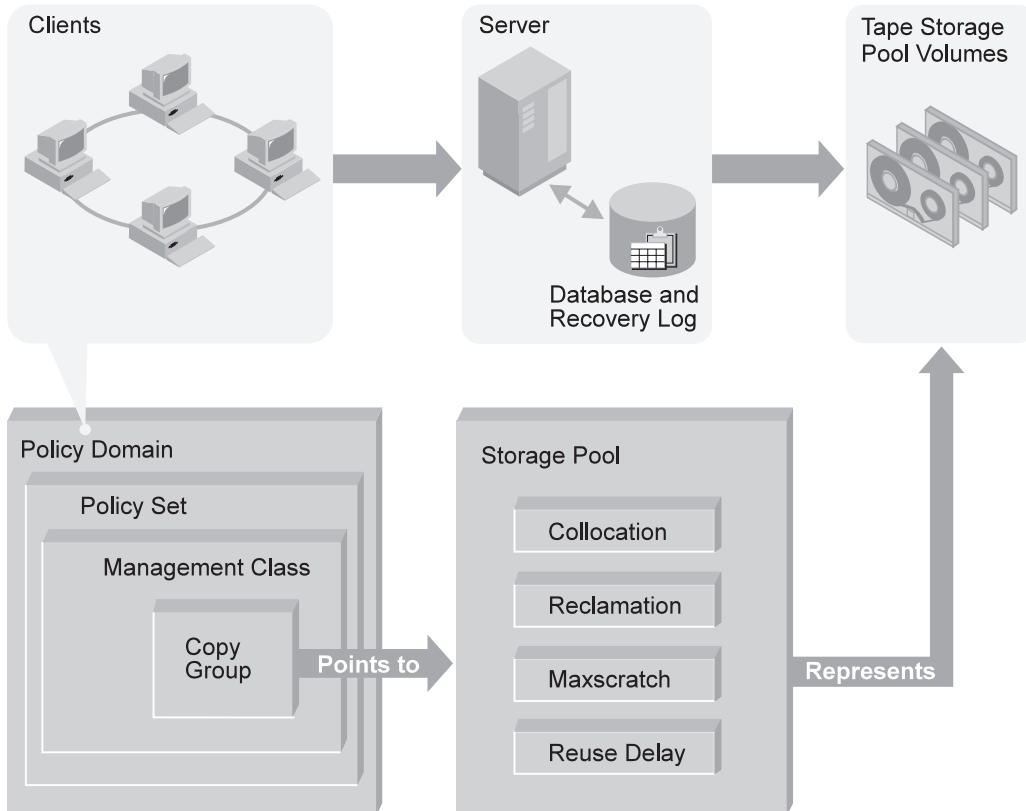 Clients
Server
Tape Storage
Pool Volumes
Database and
Recovery Log
Policy Domain
Policy Set
Management Class
Copy
Group
Points to
Storage Pool
Collocation
Reclamation
Maxscratch
Reuse Delay
Represents